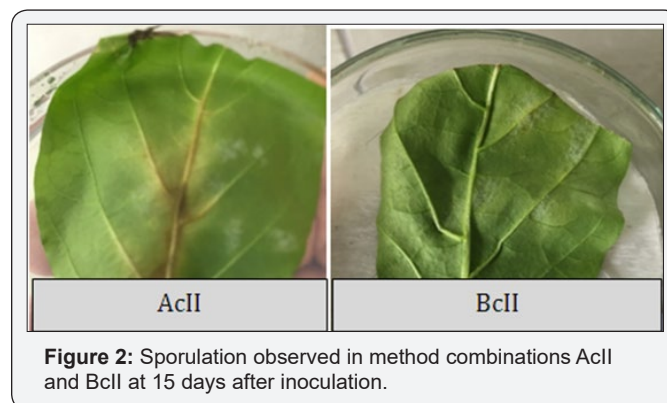 AcII
BcII
Figure 2: Sporulation observed in method combinations AcII
and BcII at 15 days after inoculation.